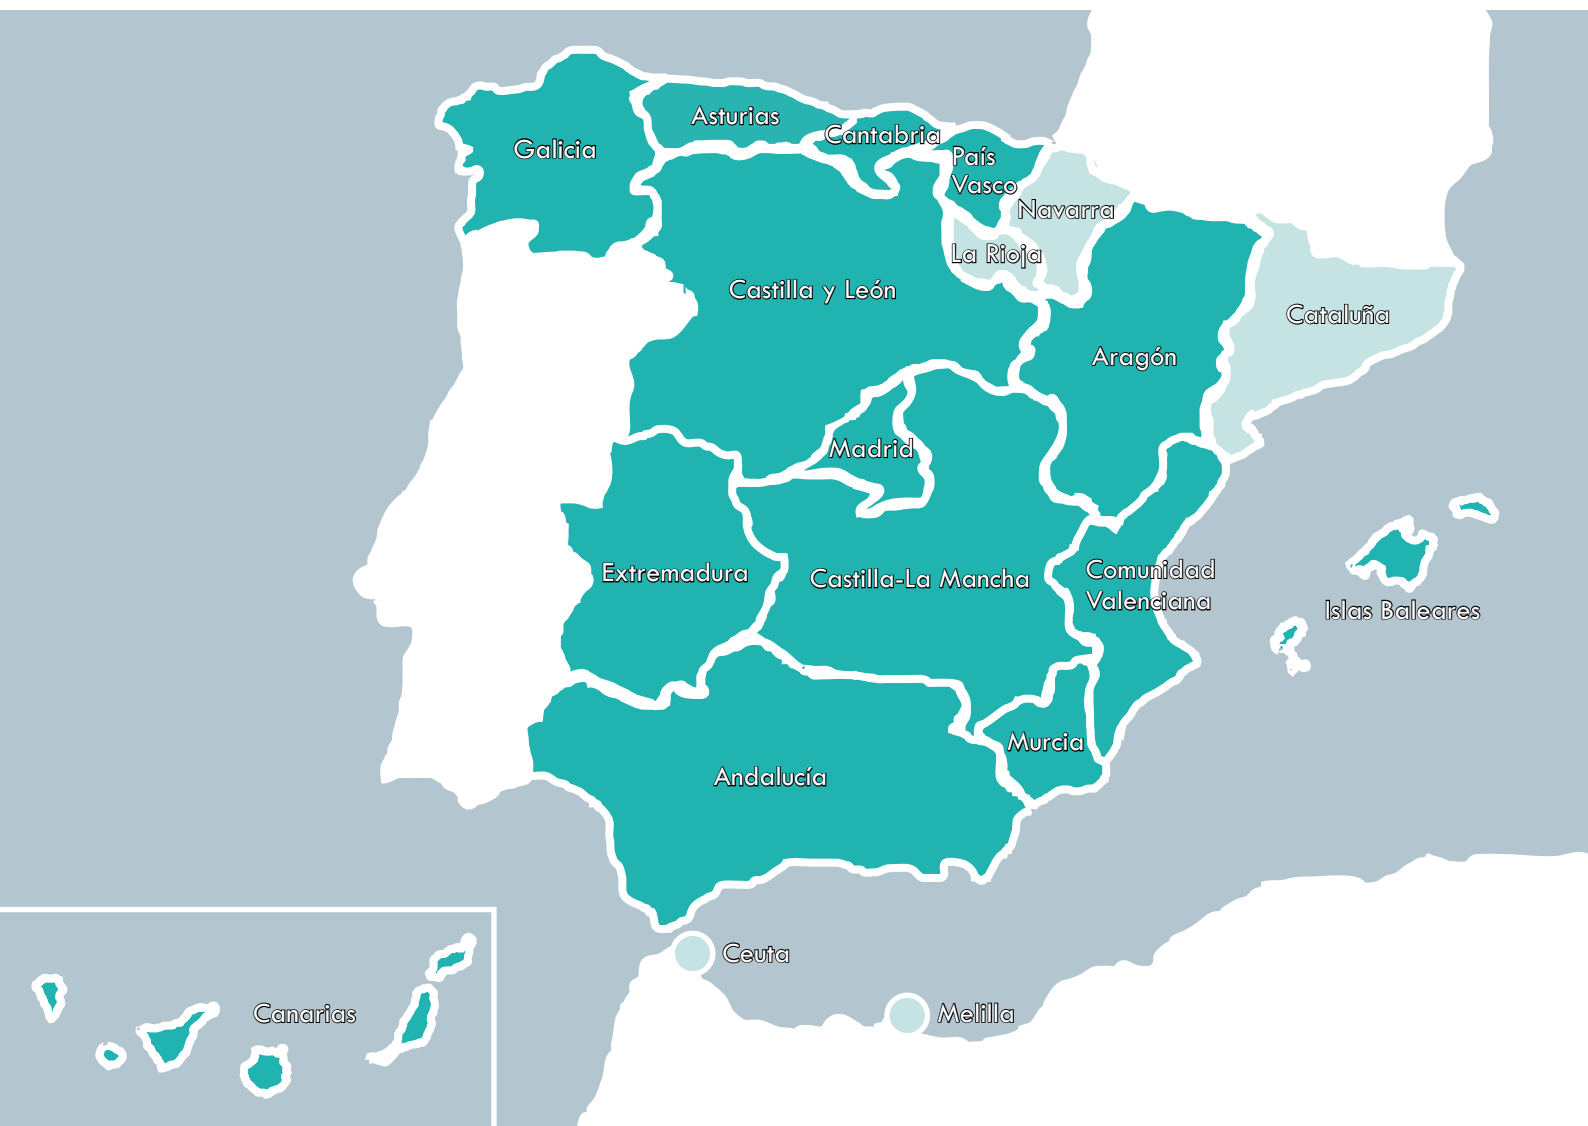 Asturias
Cantabria
Galicia
País
Vasco
Navarra
La Rioja
Castilla y León
Cataluña
Aragón
Madrid
Extremadura
Castilla-La Mancha
Comunidad
Valenciana
Islas Baleares
Murcia
Andalucía
Ceuta
Canarias
Melilla